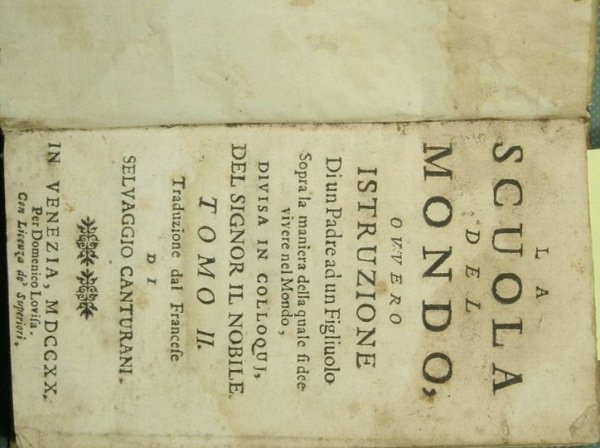 LA
SCUOLA
DEL
MONDO,
OVVERO
ISTRUZIONE
Di un Padre ad un Figliuolo
Sopra la maniera della quale si dee
vivere nel Mondo,
DIVISA IN COLLOQUJ,
DEL SIGNOR IL NOBILE
TOMO II.
Traduzione dal Francese
DI
SELVAGGIO CANTURANI.
IN VENEZIA, MDCCXX.
Per Domenico Lovisa.
Con Licenza de' Superiori.